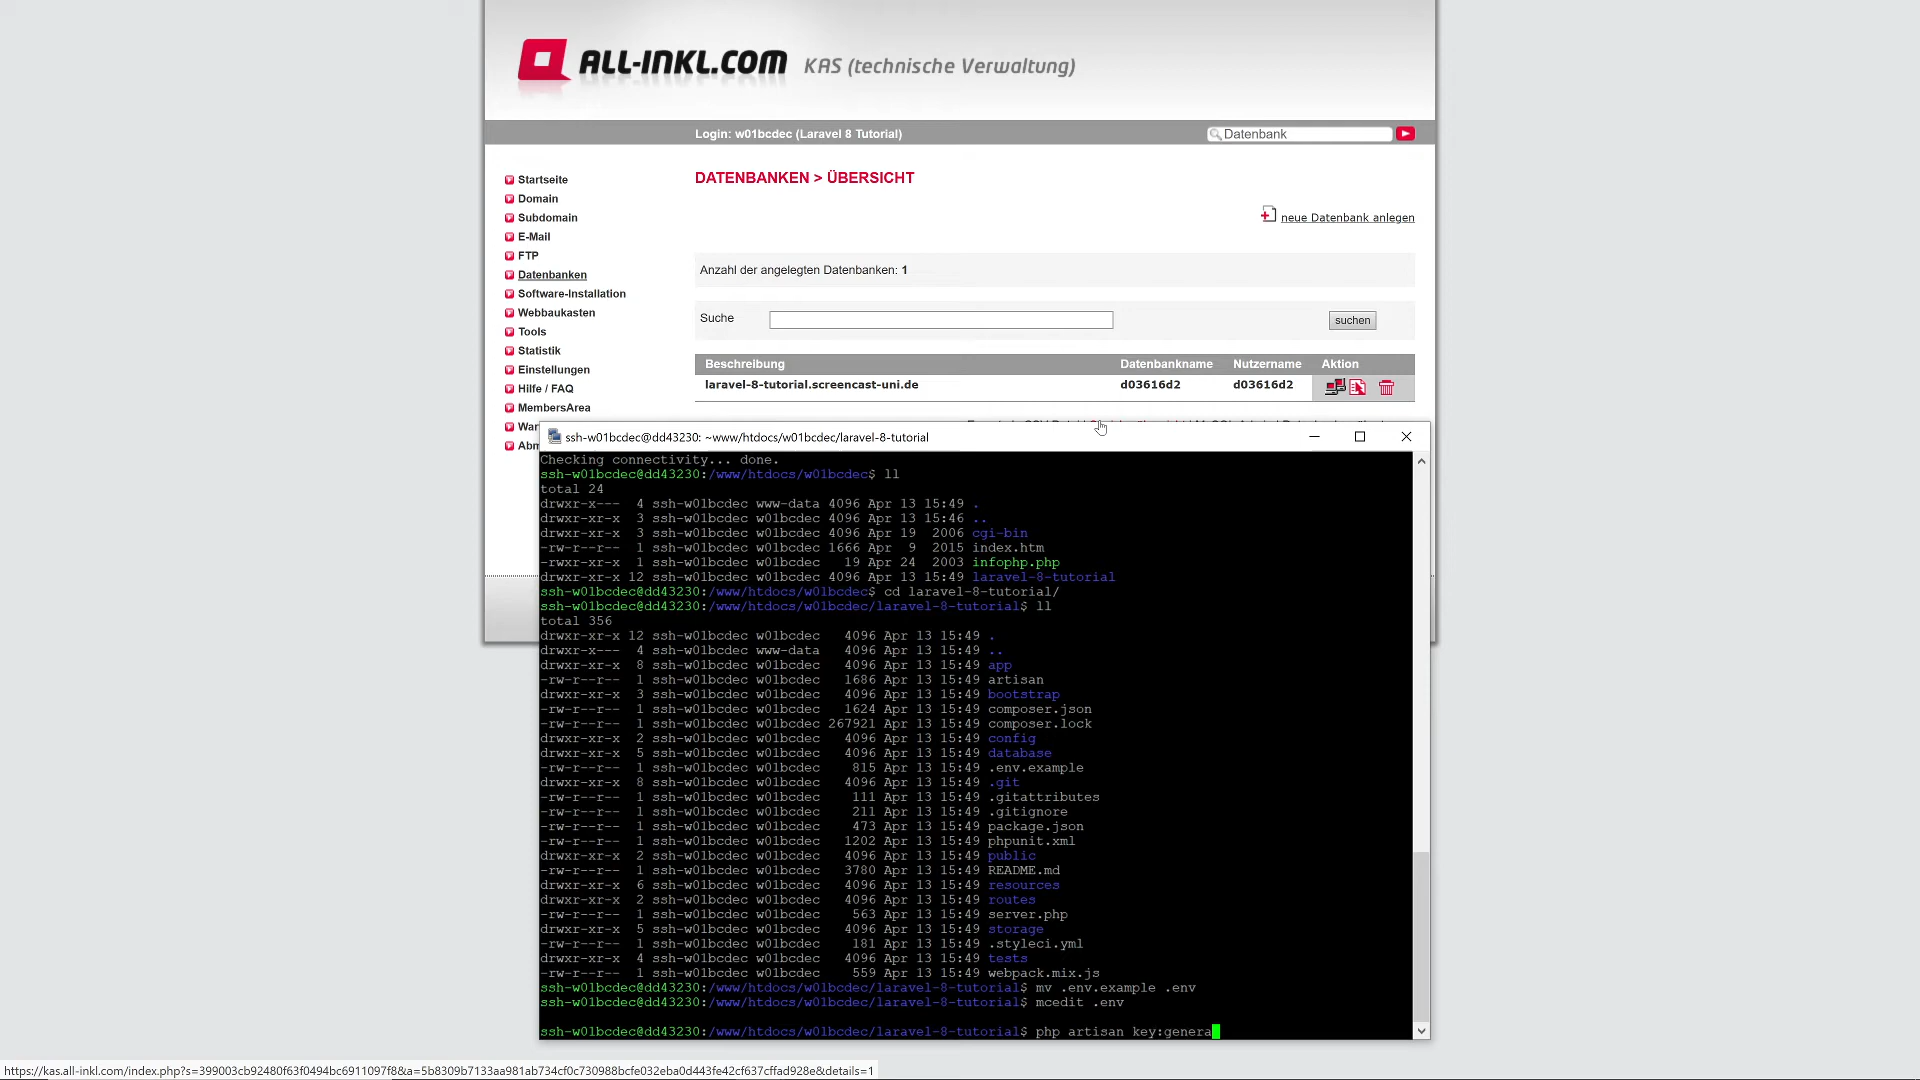 ALL-INKL.COM KAS (technische Verwaltung)
Login: w01bcdec (Laravel 8 Tutorial)
Datenbank
Startseite
Domain
Subdomain
E-Mail
FTP
Datenbanken
Software-Installation
Webbaukasten
Tools
Statistik
Einstellungen
Hilfe / FAQ
MembersArea
DATENBANKEN > ÜBERSICHT
neue Datenbank anlegen
Anzahl der angelegten Datenbanken: 1
Suche
suchen
Beschreibung Datenbankname Nutzername Aktion
laravel-8-tutorial.screencast-uni.de d03616d2 d03616d2
ssh-w01bcdec@dd43230: ~www/htdocs/w01bcdec/laravel-8-tutorial
Checking connectivity... done.
ssh-w01bcdec@dd43230:/www/htdocs/w01bcdec$ ll
total 24
drwxr-x--- 4 ssh-w01bcdec www-data 4096 Apr 13 15:49 .
drwxr-xr-x 3 ssh-w01bcdec w01bcdec 4096 Apr 13 15:46 ..
drwxr-xr-x 3 ssh-w01bcdec w01bcdec 4096 Apr 19 2006 cgi-bin
-rw-r--r-- 1 ssh-w01bcdec w01bcdec 1666 Apr 9 2015 index.htm
-rwxr-xr-x 1 ssh-w01bcdec w01bcdec 19 Apr 24 2003 infophp.php
drwxr-xr-x 12 ssh-w01bcdec w01bcdec 4096 Apr 13 15:49 laravel-8-tutorial
ssh-w01bcdec@dd43230:/www/htdocs/w01bcdec$ cd laravel-8-tutorial/
ssh-w01bcdec@dd43230:/www/htdocs/w01bcdec/laravel-8-tutorial$ ll
total 356
drwxr-xr-x 12 ssh-w01bcdec w01bcdec 4096 Apr 13 15:49 .
drwxr-x--- 4 ssh-w01bcdec www-data 4096 Apr 13 15:49 ..
drwxr-xr-x 8 ssh-w01bcdec w01bcdec 4096 Apr 13 15:49 app
-rw-r--r-- 1 ssh-w01bcdec w01bcdec 1686 Apr 13 15:49 artisan
drwxr-xr-x 3 ssh-w01bcdec w01bcdec 4096 Apr 13 15:49 bootstrap
-rw-r--r-- 1 ssh-w01bcdec w01bcdec 1624 Apr 13 15:49 composer.json
-rw-r--r-- 1 ssh-w01bcdec w01bcdec 267921 Apr 13 15:49 composer.lock
drwxr-xr-x 2 ssh-w01bcdec w01bcdec 4096 Apr 13 15:49 config
drwxr-xr-x 5 ssh-w01bcdec w01bcdec 4096 Apr 13 15:49 database
-rw-r--r-- 1 ssh-w01bcdec w01bcdec 815 Apr 13 15:49 .env.example
drwxr-xr-x 8 ssh-w01bcdec w01bcdec 4096 Apr 13 15:49 .git
-rw-r--r-- 1 ssh-w01bcdec w01bcdec 111 Apr 13 15:49 .gitattributes
-rw-r--r-- 1 ssh-w01bcdec w01bcdec 211 Apr 13 15:49 .gitignore
-rw-r--r-- 1 ssh-w01bcdec w01bcdec 473 Apr 13 15:49 package.json
-rw-r--r-- 1 ssh-w01bcdec w01bcdec 1202 Apr 13 15:49 phpunit.xml
drwxr-xr-x 2 ssh-w01bcdec w01bcdec 4096 Apr 13 15:49 public
-rw-r--r-- 1 ssh-w01bcdec w01bcdec 3780 Apr 13 15:49 README.md
drwxr-xr-x 6 ssh-w01bcdec w01bcdec 4096 Apr 13 15:49 resources
drwxr-xr-x 2 ssh-w01bcdec w01bcdec 4096 Apr 13 15:49 routes
-rw-r--r-- 1 ssh-w01bcdec w01bcdec 563 Apr 13 15:49 server.php
drwxr-xr-x 5 ssh-w01bcdec w01bcdec 4096 Apr 13 15:49 storage
-rw-r--r-- 1 ssh-w01bcdec w01bcdec 181 Apr 13 15:49 .styleci.yml
drwxr-xr-x 4 ssh-w01bcdec w01bcdec 4096 Apr 13 15:49 tests
-rw-r--r-- 1 ssh-w01bcdec w01bcdec 559 Apr 13 15:49 webpack.mix.js
ssh-w01bcdec@dd43230:/www/htdocs/w01bcdec/laravel-8-tutorial$ mv .env.example .env
ssh-w01bcdec@dd43230:/www/htdocs/w01bcdec/laravel-8-tutorial$ mcedit .env
ssh-w01bcdec@dd43230:/www/htdocs/w01bcdec/laravel-8-tutorial$ php artisan key:genera
https://kas.all-inkl.com/index.php?s=399003cb92480f63f0494bc6911097f8&a=5b8309b7133aa981ab734cf0c730988bcfe032eba0d443fe42cf637cffad928e&details=1